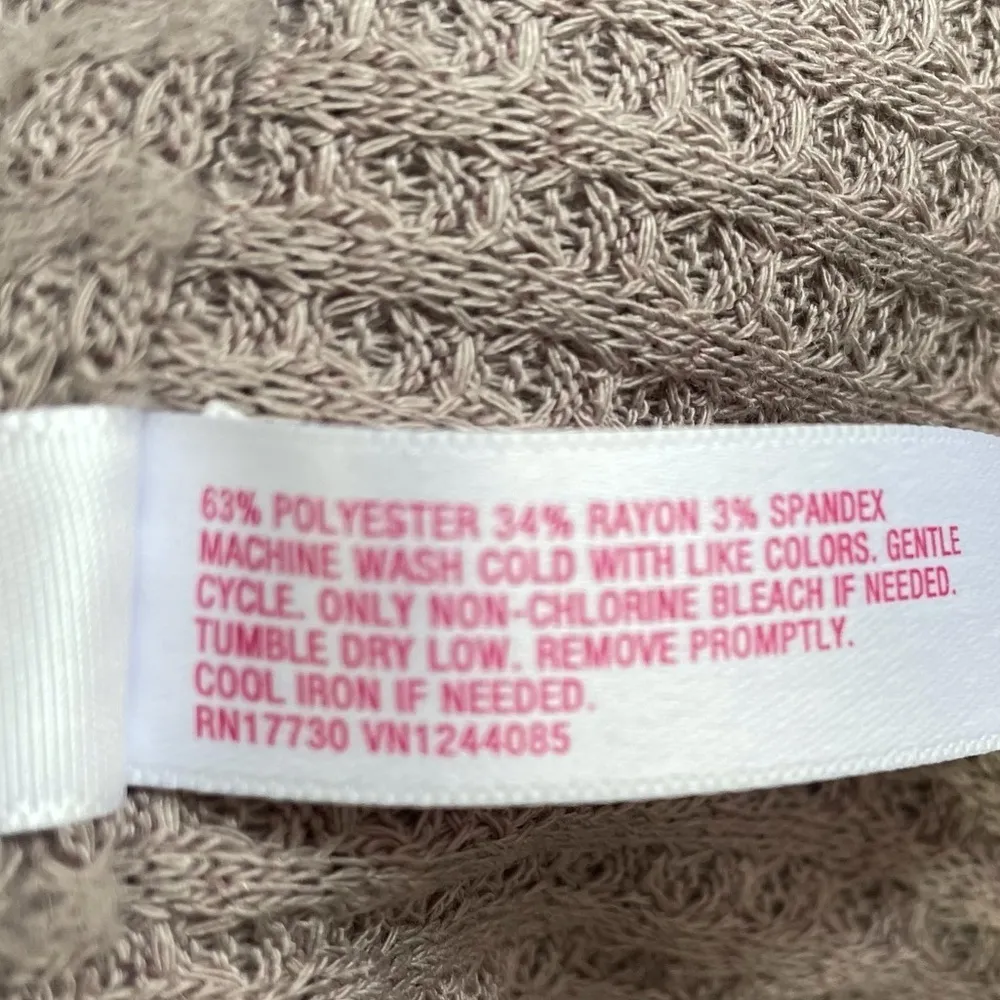 63% POLYESTER 34% RAYON 3% SPANDEX
MACHINE WASH COLD WITH LIKE COLORS. GENTLE
CYCLE. ONLY NON-CHLORINE BLEACH IF NEEDED.
TUMBLE DRY LOW. REMOVE PROMPTLY.
COOL IRON IF NEEDED.
RN17730 VN1244085